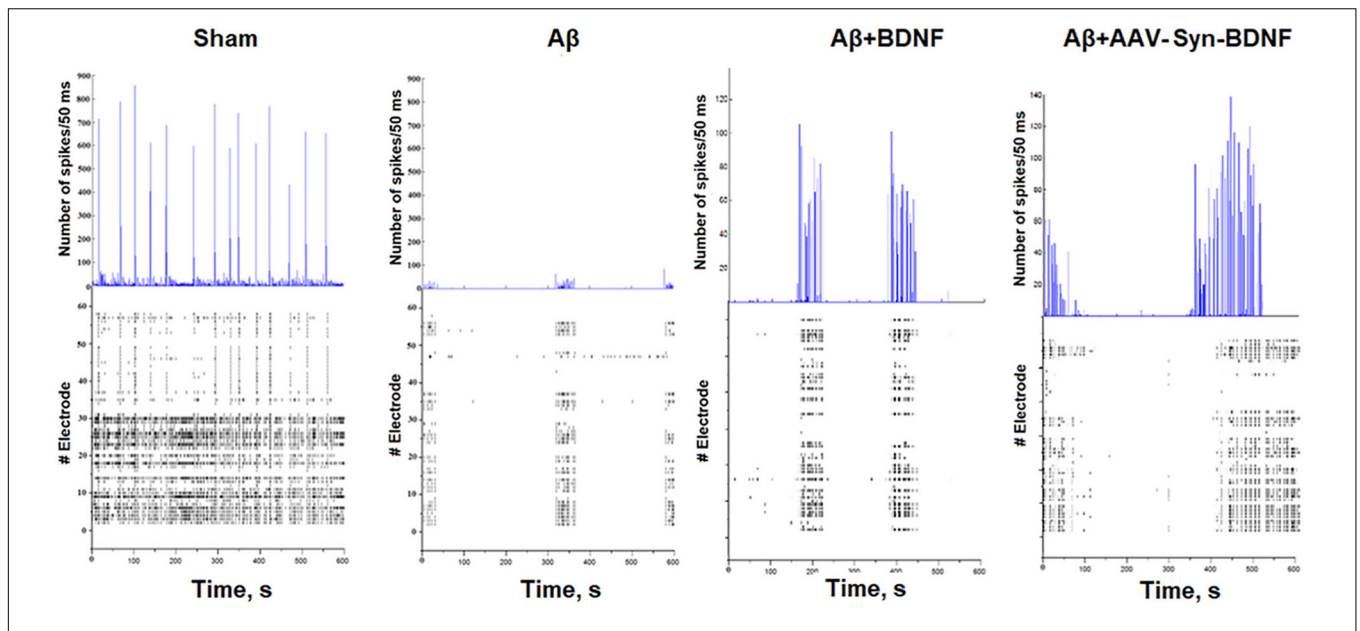 Sham
Number of spikes/50 ms
900
800
700
600
500
400
300
200
100
0
# Electrode
60
50
40
30
20
10
0
0 100 200 300 400 500 600
Time, s
Aβ
Number of spikes/50 ms
900
800
700
600
500
400
300
200
100
0
# Electrode
60
50
40
30
20
10
0
0 100 200 300 400 500 600
Time, s
Aβ+BDNF
Number of spikes/50 ms
120
100
80
60
40
20
# Electrode
0 100 200 300 400 500 600
Time, s
Aβ+AAV-Syn-BDNF
Number of spikes/50 ms
140
120
100
80
60
40
20
# Electrode
0 100 200 300 400 500 600
Time, s